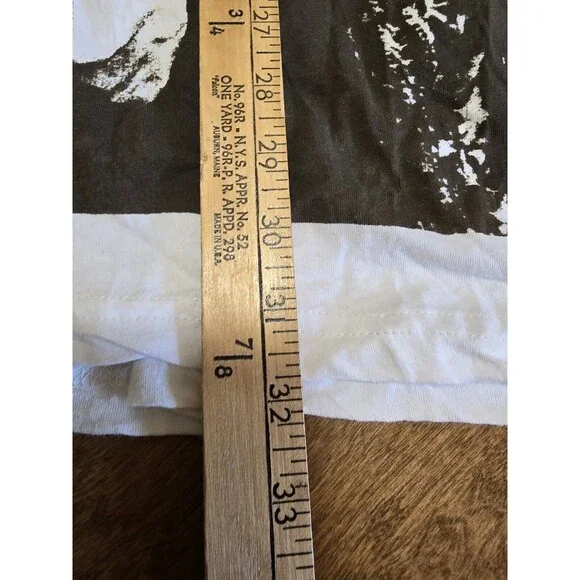 3/4
27
28
29
30
31
32
33
No. 96R • N.Y.S. APPR. No. 52
ONE YARD • 96R-P. R. APPD. 298
"Falcon"
AUBURN, MAINE
MADE IN U.S.A.
7/8